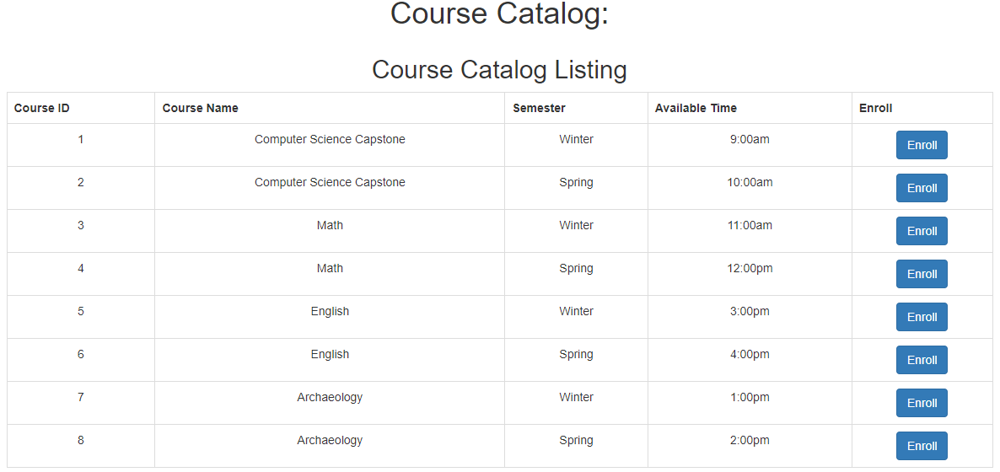 Course Catalog:
Course Catalog Listing
Course ID Course Name Semester Available Time Enroll
1 Computer Science Capstone Winter 9:00am Enroll
2 Computer Science Capstone Spring 10:00am Enroll
3 Math Winter 11:00am Enroll
4 Math Spring 12:00pm Enroll
5 English Winter 3:00pm Enroll
6 English Spring 4:00pm Enroll
7 Archaeology Winter 1:00pm Enroll
8 Archaeology Spring 2:00pm Enroll